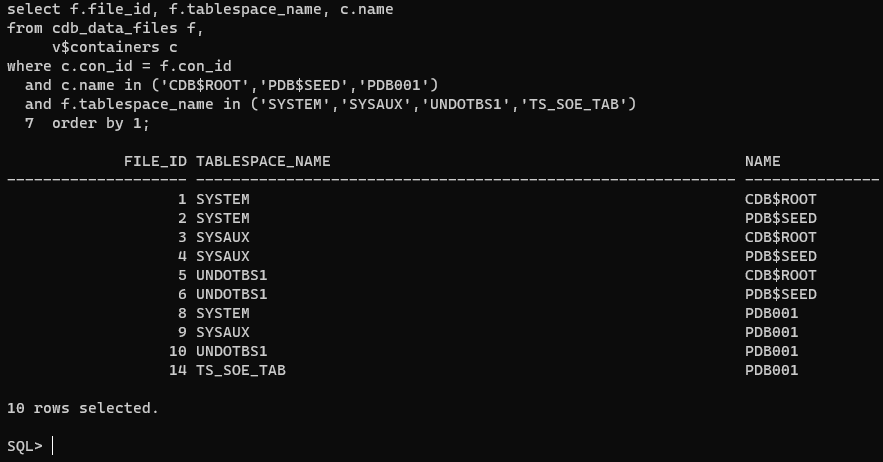 select f.file_id, f.tablespace_name, c.name
from cdb_data_files f,
     v$containers c
where c.con_id = f.con_id
  and c.name in ('CDB$ROOT','PDB$SEED','PDB001')
  and f.tablespace_name in ('SYSTEM','SYSAUX','UNDOTBS1','TS_SOE_TAB')
  7  order by 1;
             FILE_ID TABLESPACE_NAME                                              NAME
-------------------- ------------------------------------------------------------ ---------------
                   1 SYSTEM                                                       CDB$ROOT
                   2 SYSTEM                                                       PDB$SEED
                   3 SYSAUX                                                       CDB$ROOT
                   4 SYSAUX                                                       PDB$SEED
                   5 UNDOTBS1                                                     CDB$ROOT
                   6 UNDOTBS1                                                     PDB$SEED
                   8 SYSTEM                                                       PDB001
                   9 SYSAUX                                                       PDB001
                  10 UNDOTBS1                                                     PDB001
                  14 TS_SOE_TAB                                                   PDB001
10 rows selected.
SQL>